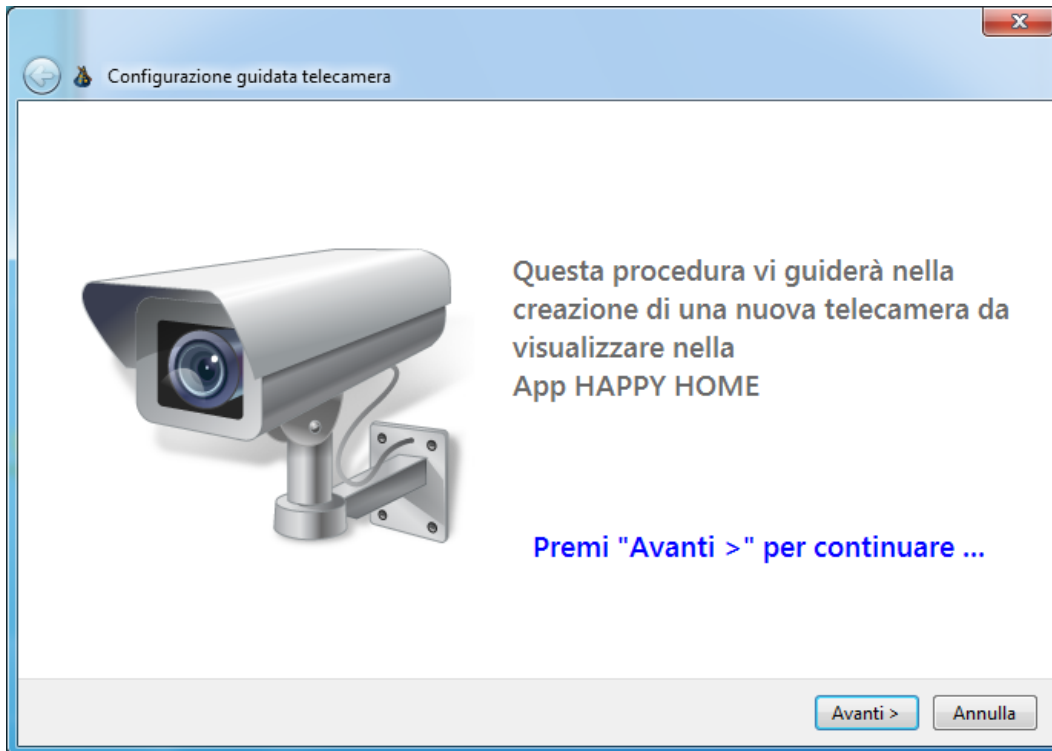 Configurazione guidata telecamera
Questa procedura vi guiderà nella
creazione di una nuova telecamera da
visualizzare nella
App HAPPY HOME
Premi "Avanti >" per continuare ...
Avanti >
Annulla